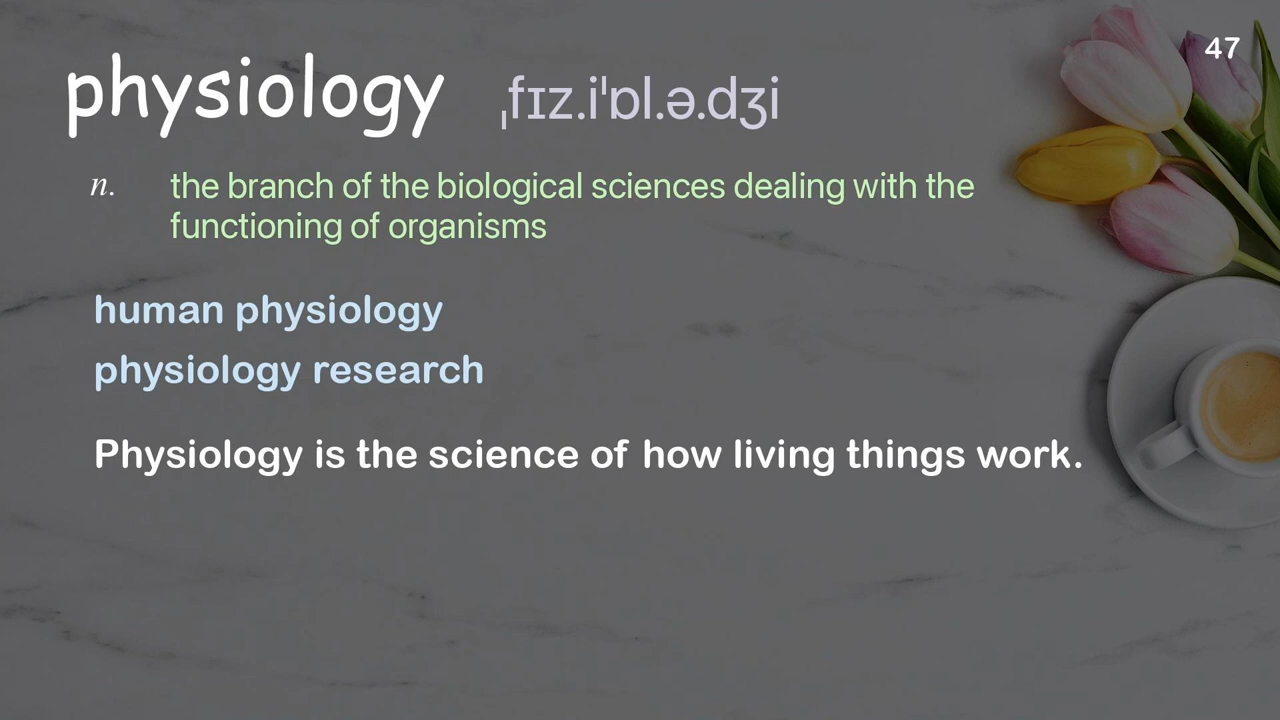 47
physiology ˌfɪz.iˈɒl.ə.dʒi
n. the branch of the biological sciences dealing with the
functioning of organisms
human physiology
physiology research
Physiology is the science of how living things work.